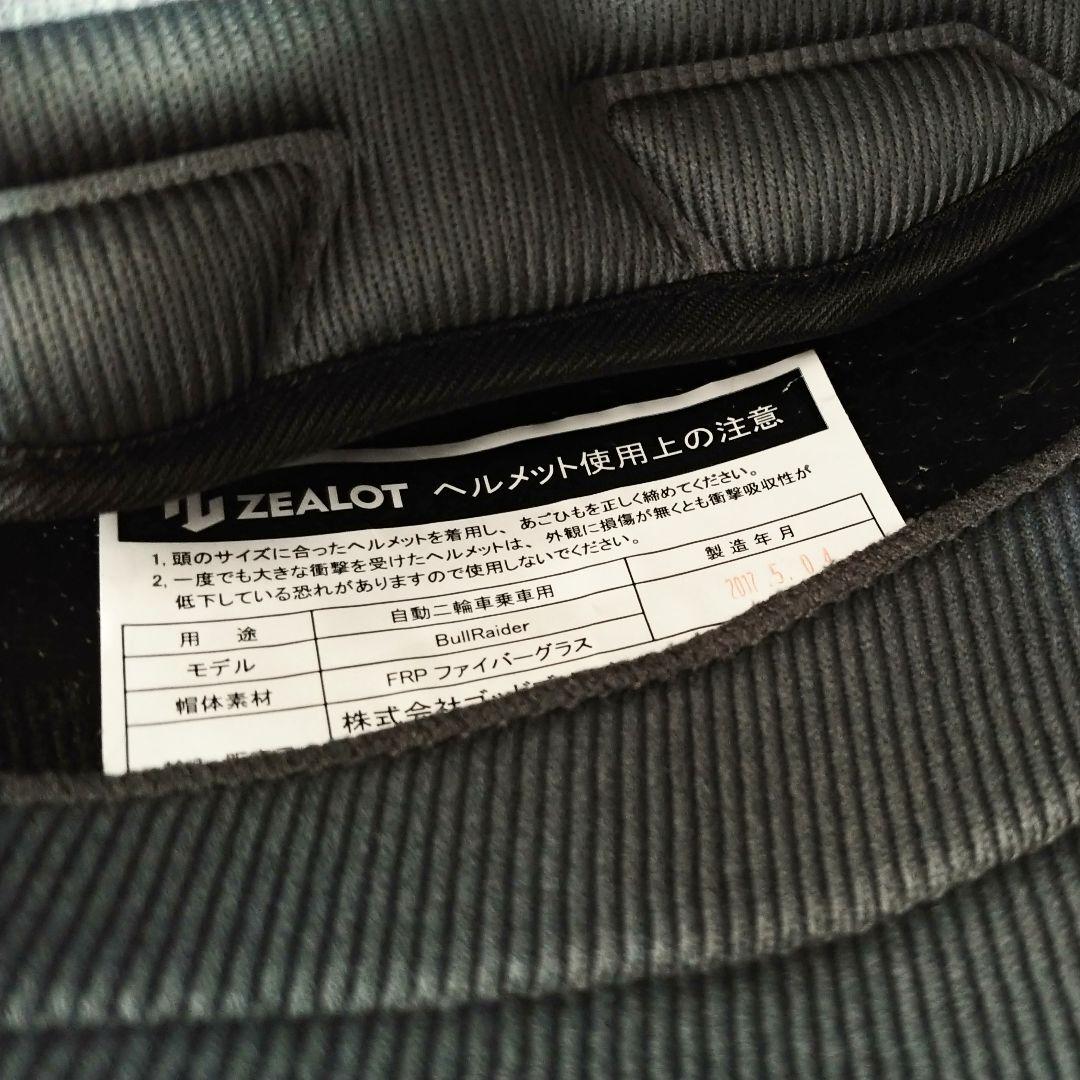 ZEALOT ヘルメット使用上の注意
1, 頭のサイズに合ったヘルメットを着用し、あごひもを正しく締めてください。
2, 一度でも大きな衝撃を受けたヘルメットは、外観に損傷が無くとも衝撃吸収性が
低下している恐れがありますので使用しないでください。
用 途 自動二輪車乗車用 製造年月
モデル BullRaider 2017.5.04
帽体素材 FRP ファイバーグラス
株式会社ゴッド